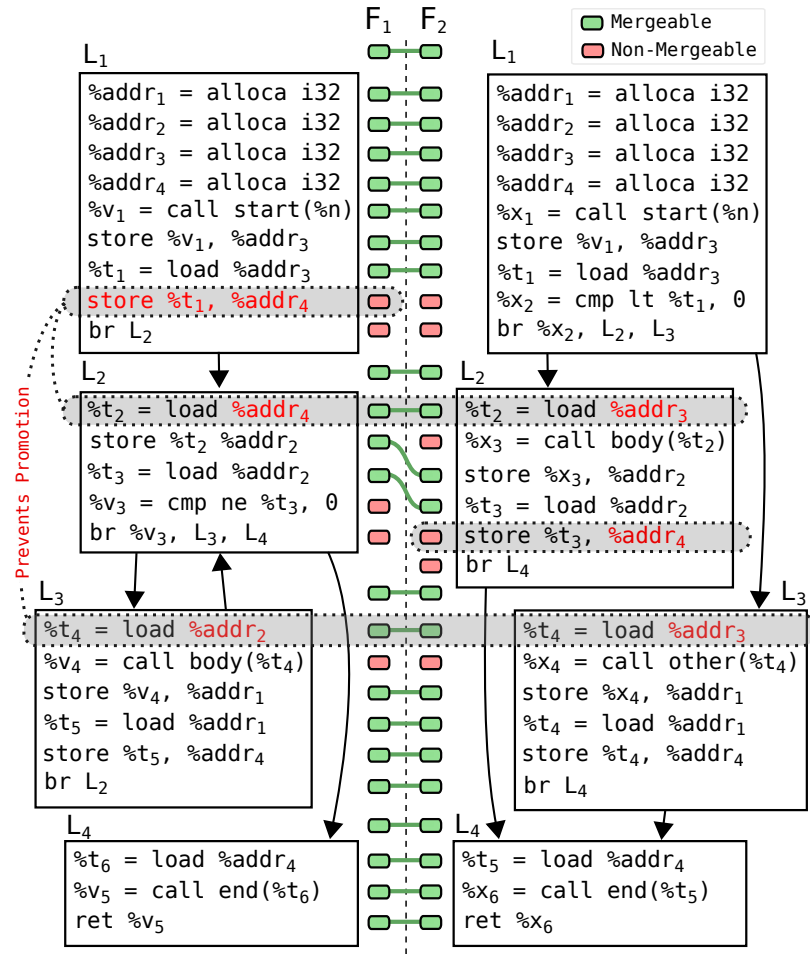 F₁ F₂
Mergeable
Non-Mergeable
L₁
%addr₁ = alloca i32
%addr₂ = alloca i32
%addr₃ = alloca i32
%addr₄ = alloca i32
%v₁ = call start(%n)
store %v₁, %addr₃
%t₁ = load %addr₃
store %t₁, %addr₄
br L₂
L₂
%t₂ = load %addr₄
store %t₂ %addr₂
%t₃ = load %addr₂
%v₃ = cmp ne %t₃, 0
br %v₃, L₃, L₄
Prevents Promotion
L₃
%t₄ = load %addr₂
%v₄ = call body(%t₄)
store %v₄, %addr₁
%t₅ = load %addr₁
store %t₅, %addr₄
br L₂
L₄
%t₆ = load %addr₄
%v₅ = call end(%t₆)
ret %v₅
L₁
%addr₁ = alloca i32
%addr₂ = alloca i32
%addr₃ = alloca i32
%addr₄ = alloca i32
%x₁ = call start(%n)
store %v₁, %addr₃
%t₁ = load %addr₃
%x₂ = cmp lt %t₁, 0
br %x₂, L₂, L₃
L₂
%t₂ = load %addr₃
%x₃ = call body(%t₂)
store %x₃, %addr₂
%t₃ = load %addr₂
store %t₃, %addr₄
br L₄
L₃
%t₄ = load %addr₃
%x₄ = call other(%t₄)
store %x₄, %addr₁
%t₄ = load %addr₁
store %t₄, %addr₄
br L₄
L₄
%t₅ = load %addr₄
%x₆ = call end(%t₅)
ret %x₆